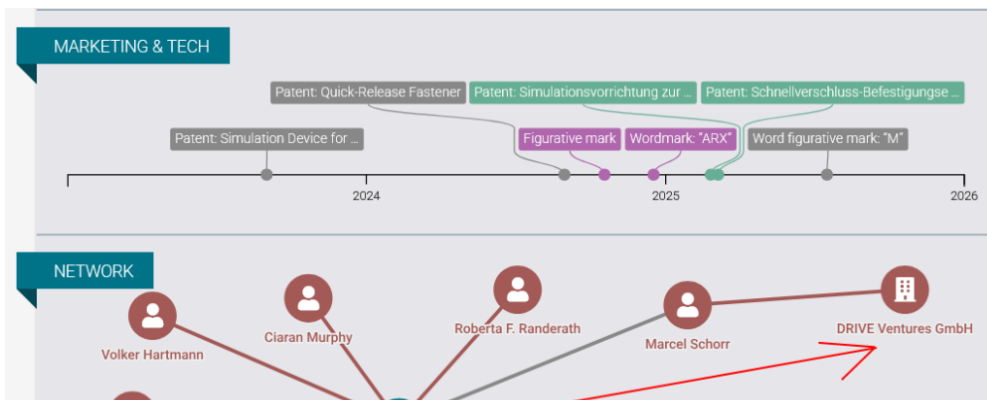 MARKETING & TECH
Patent: Quick-Release Fastener
Patent: Simulationsvorrichtung zur ...
Patent: Schnellverschluss-Befestigungse ...
Patent: Simulation Device for ...
Figurative mark
Wordmark: "ARX"
Word figurative mark: "M"
2024
2025
2026
NETWORK
Volker Hartmann
Ciaran Murphy
Roberta F. Randerath
Marcel Schorr
DRIVE Ventures GmbH